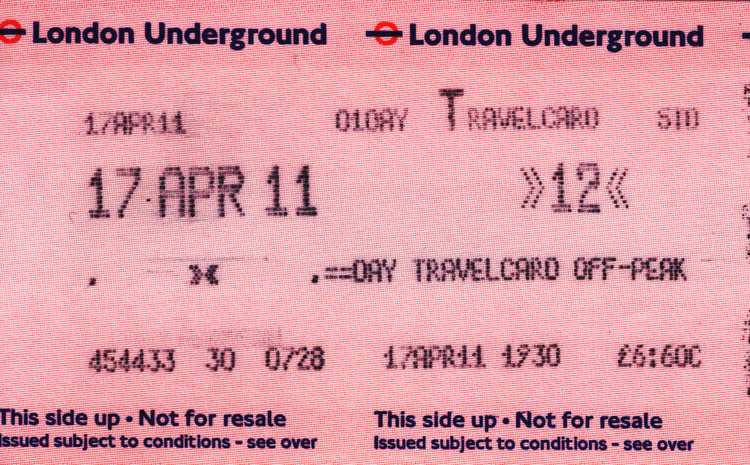 London Underground London Underground
17APR11 01DAY TRAVELCARD STD
17·APR 11 »12«
. .==DAY TRAVELCARD OFF-PEAK
454433 30 0728 17APR11 1930 £6:60C
This side up • Not for resale This side up • Not for resale
Issued subject to conditions - see over Issued subject to conditions - see over